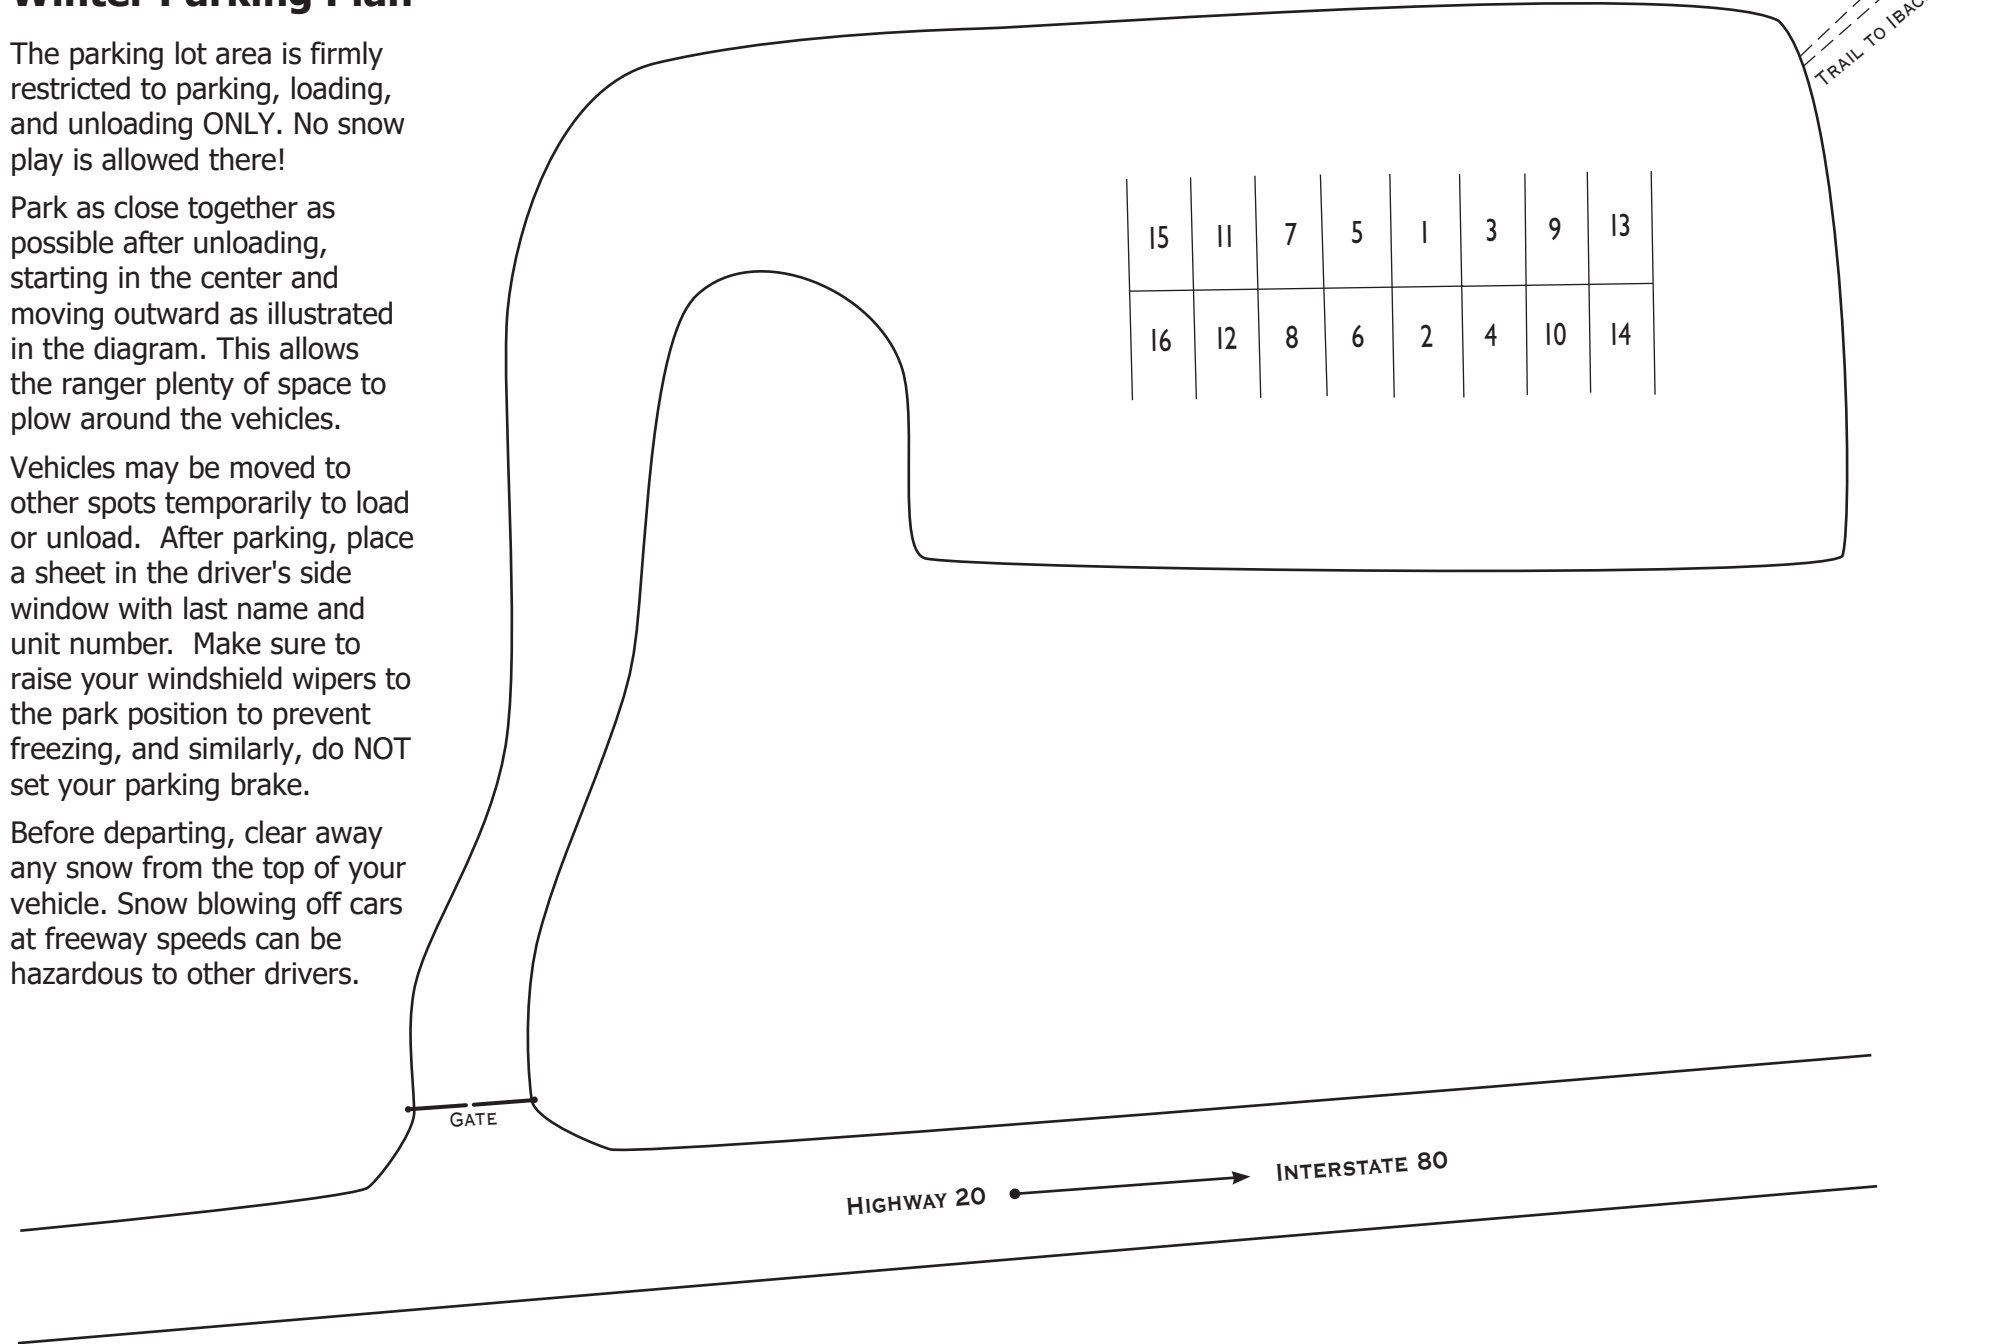 Winter Parking Plan
The parking lot area is firmly
restricted to parking, loading,
and unloading ONLY. No snow
play is allowed there!
Park as close together as
possible after unloading,
starting in the center and
moving outward as illustrated
in the diagram. This allows
the ranger plenty of space to
plow around the vehicles.
Vehicles may be moved to
other spots temporarily to load
or unload.  After parking, place
a sheet in the driver's side
window with last name and
unit number.  Make sure to
raise your windshield wipers to
the park position to prevent
freezing, and similarly, do NOT
set your parking brake.
Before departing, clear away
any snow from the top of your
vehicle. Snow blowing off cars
at freeway speeds can be
hazardous to other drivers.
TRAIL TO
15 11 7 5 1 3 9 13
16 12 8 6 2 4 10 14
GATE
HIGHWAY 20 INTERSTATE 80